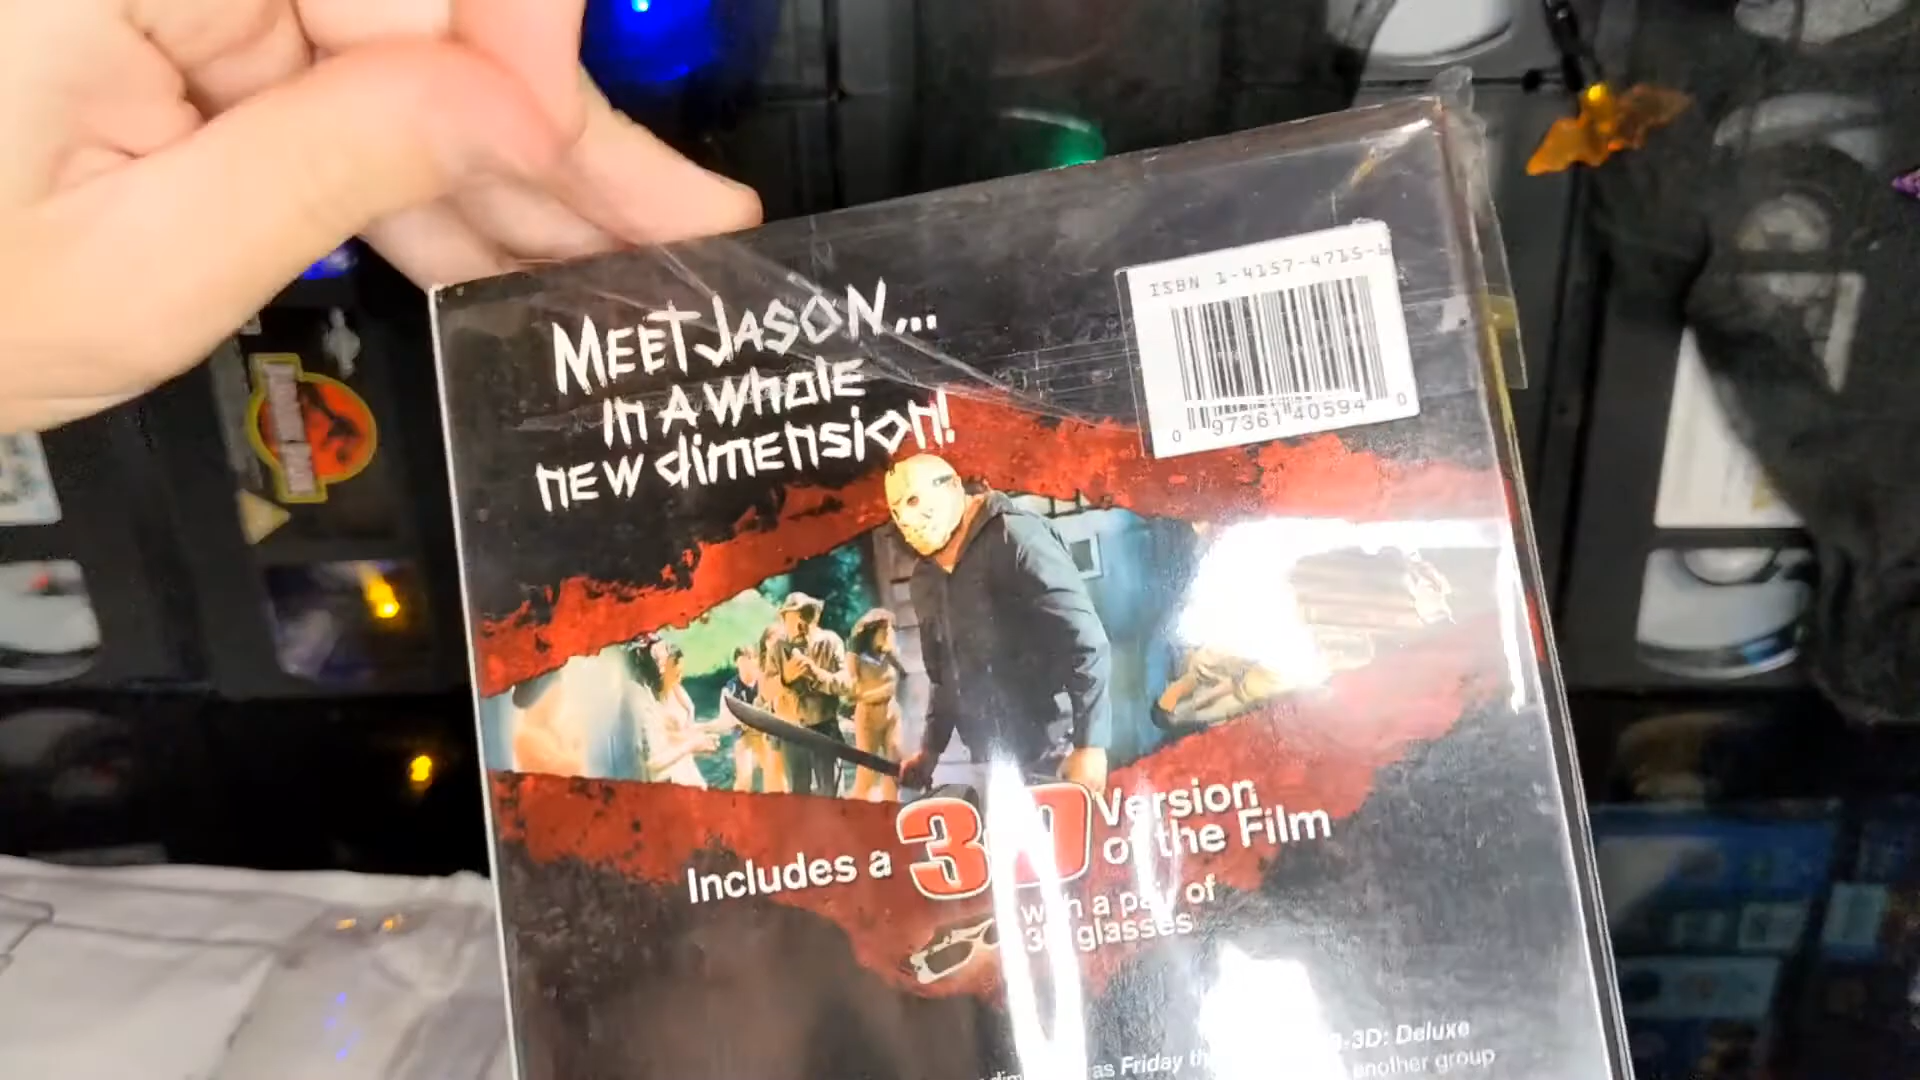 MEET JASON...
IN A WHOLE
NEW DIMENSION!
ISBN 1-4157-4715-6
0 97361 40594 0
Includes a 3D Version
of the Film
with a pair of
3D glasses
3D: Deluxe
as Friday
another group